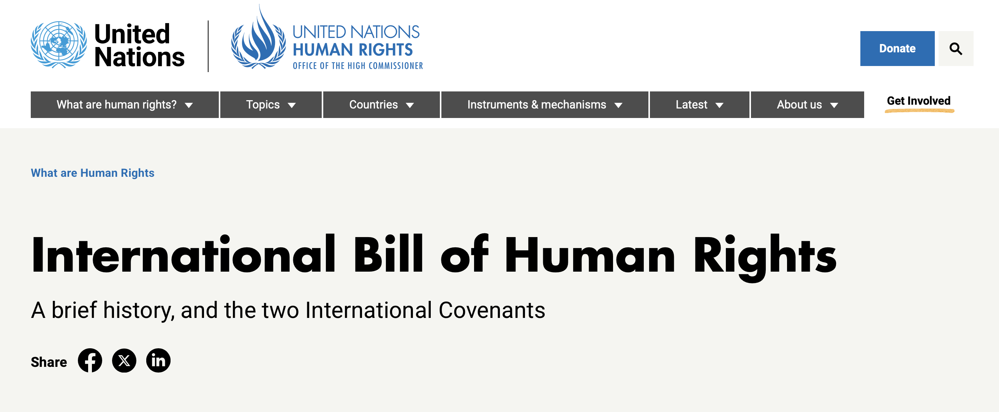 United
Nations
UNITED NATIONS
HUMAN RIGHTS
OFFICE OF THE HIGH COMMISSIONER
Donate
What are human rights?
Topics
Countries
Instruments & mechanisms
Latest
About us
Get Involved
What are Human Rights
International Bill of Human Rights
A brief history, and the two International Covenants
Share